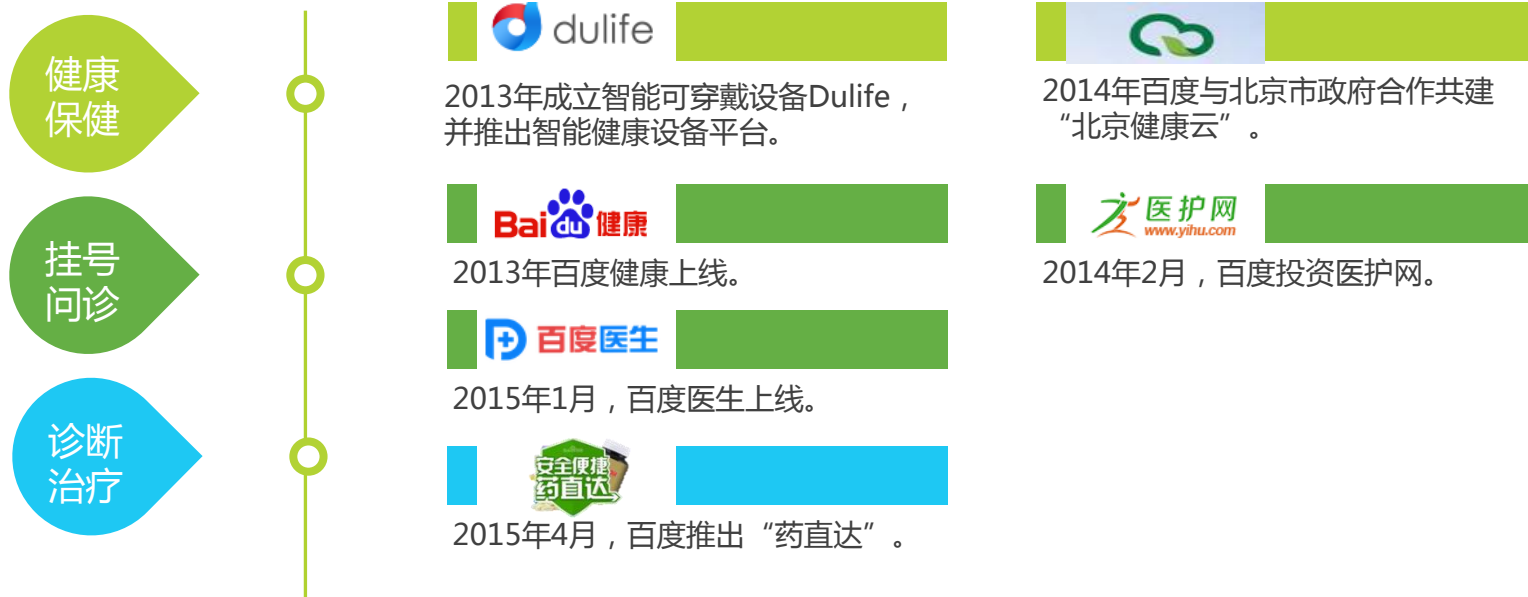 健康
保健
dulife
2013年成立智能可穿戴设备Dulife，
并推出智能健康设备平台。
2014年百度与北京市政府合作共建
“北京健康云”。
挂号
问诊
Bai du 健康
2013年百度健康上线。
医护网
www.yihu.com
2014年2月，百度投资医护网。
百度医生
2015年1月，百度医生上线。
诊断
治疗
安全便捷
药直达
2015年4月，百度推出“药直达”。